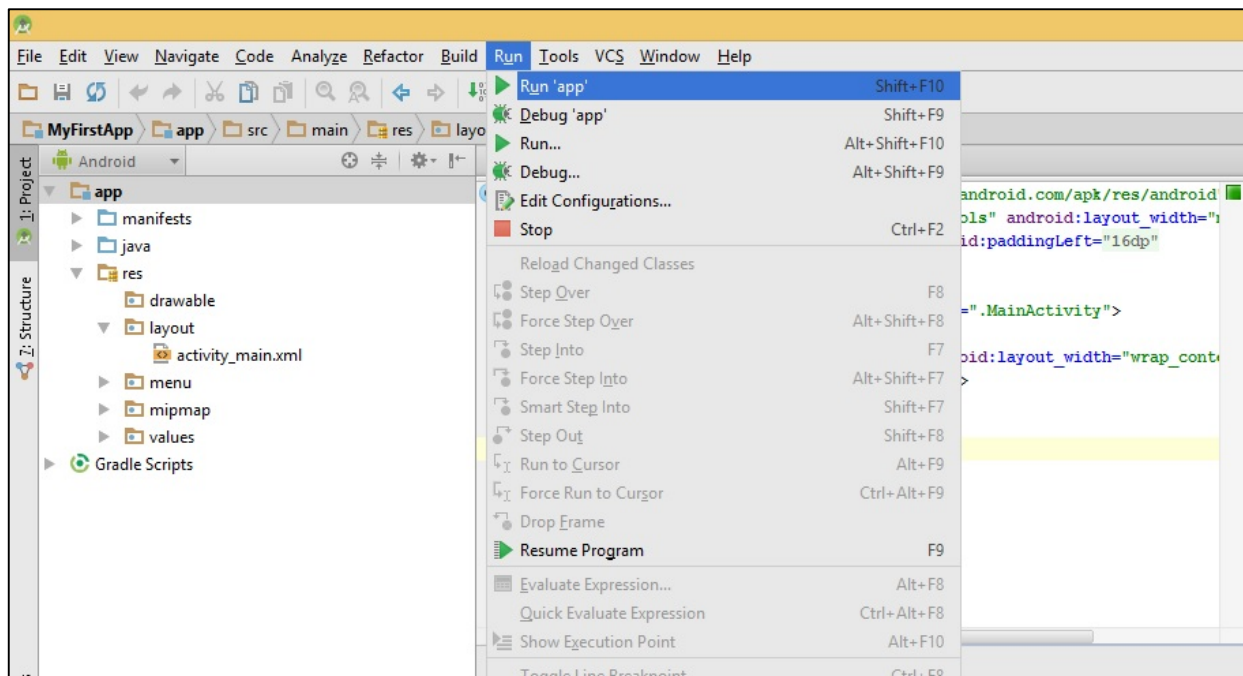 File Edit View Navigate Code Analyze Refactor Build Run Tools VCS Window Help
MyFirstApp app src main res layo
Android
1: Project
7: Structure
app
manifests
java
res
drawable
layout
activity_main.xml
menu
mipmap
values
Gradle Scripts
Run 'app' Shift+F10
Debug 'app' Shift+F9
Run... Alt+Shift+F10
Debug... Alt+Shift+F9
Edit Configurations...
Stop Ctrl+F2
Reload Changed Classes
Step Over F8
Force Step Over Alt+Shift+F8
Step Into F7
Force Step Into Alt+Shift+F7
Smart Step Into Shift+F7
Step Out Shift+F8
Run to Cursor Alt+F9
Force Run to Cursor Ctrl+Alt+F9
Drop Frame
Resume Program F9
Evaluate Expression... Alt+F8
Quick Evaluate Expression Ctrl+Alt+F8
Show Execution Point Alt+F10
Toggle Line Breakpoint Ctrl+F8
android.com/apk/res/android"
ols" android:layout_width="
id:paddingLeft="16dp"
=".MainActivity">
oid:layout_width="wrap_conte
>